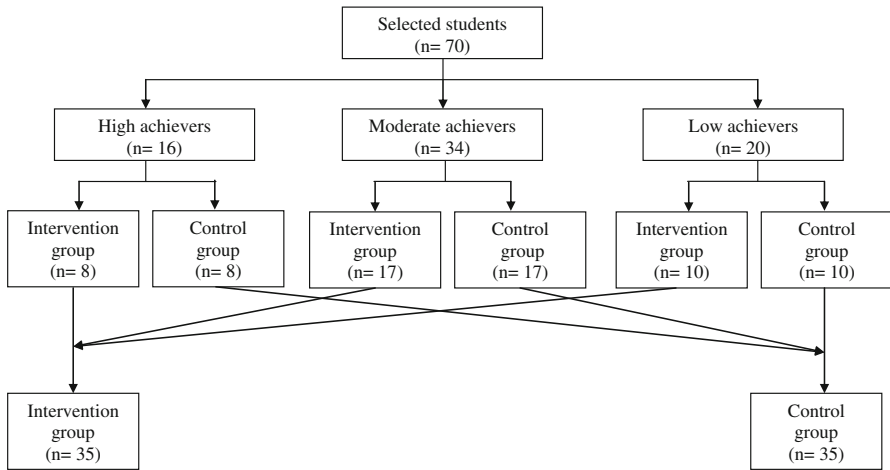 Selected students
(n= 70)
High achievers
(n= 16)
Moderate achievers
(n= 34)
Low achievers
(n= 20)
Intervention
group
(n= 8)
Control
group
(n= 8)
Intervention
group
(n= 17)
Control
group
(n= 17)
Intervention
group
(n= 10)
Control
group
(n= 10)
Intervention
group
(n= 35)
Control
group
(n= 35)